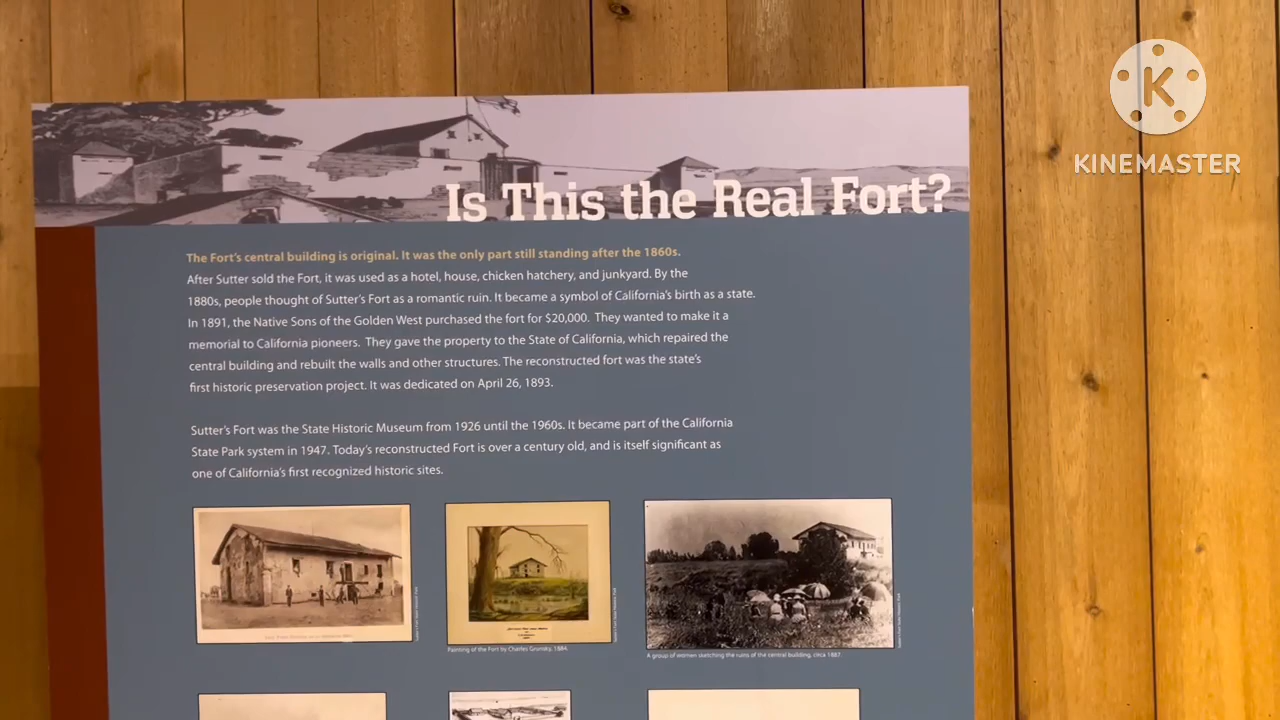 KINEMASTER
Is This the Real Fort?
The Fort's central building is original. It was the only part still standing after the 1860s.
After Sutter sold the Fort, it was used as a hotel, house, chicken hatchery, and junkyard. By the
1880s, people thought of Sutter's Fort as a romantic ruin. It became a symbol of California's birth as a state.
In 1891, the Native Sons of the Golden West purchased the fort for $20,000. They wanted to make it a
memorial to California pioneers. They gave the property to the State of California, which repaired the
central building and rebuilt the walls and other structures. The reconstructed fort was the state's
first historic preservation project. It was dedicated on April 26, 1893.
Sutter's Fort was the State Historic Museum from 1926 until the 1960s. It became part of the California
State Park system in 1947. Today's reconstructed Fort is over a century old, and is itself significant as
one of California's first recognized historic sites.
Painting of the Fort by Charles Grunsky, 1884.
A group of women sketching the ruins of the central building, circa 1887.